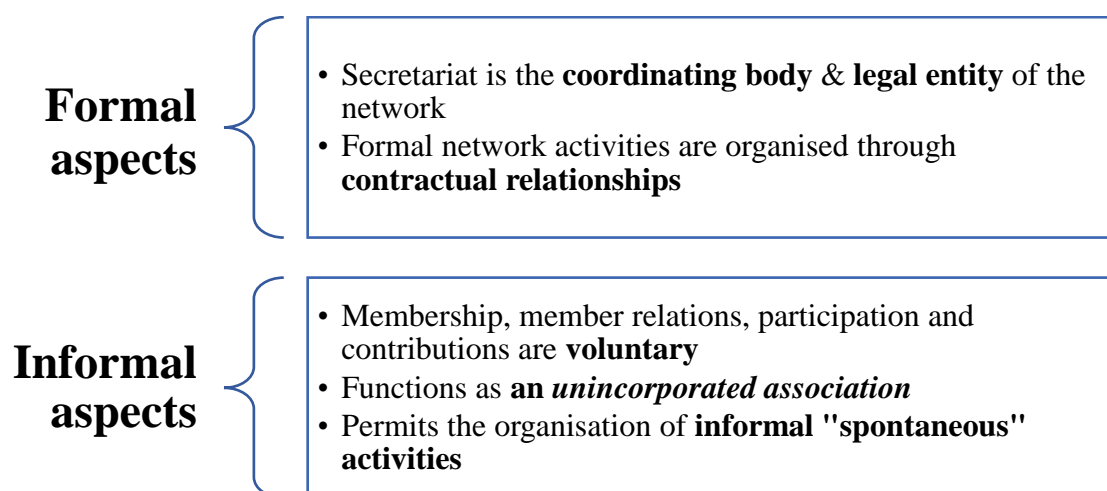 Formal
aspects
• Secretariat is the coordinating body & legal entity of the
network
• Formal network activities are organised through
contractual relationships
Informal
aspects
• Membership, member relations, participation and
contributions are voluntary
• Functions as an unincorporated association
• Permits the organisation of informal "spontaneous"
activities